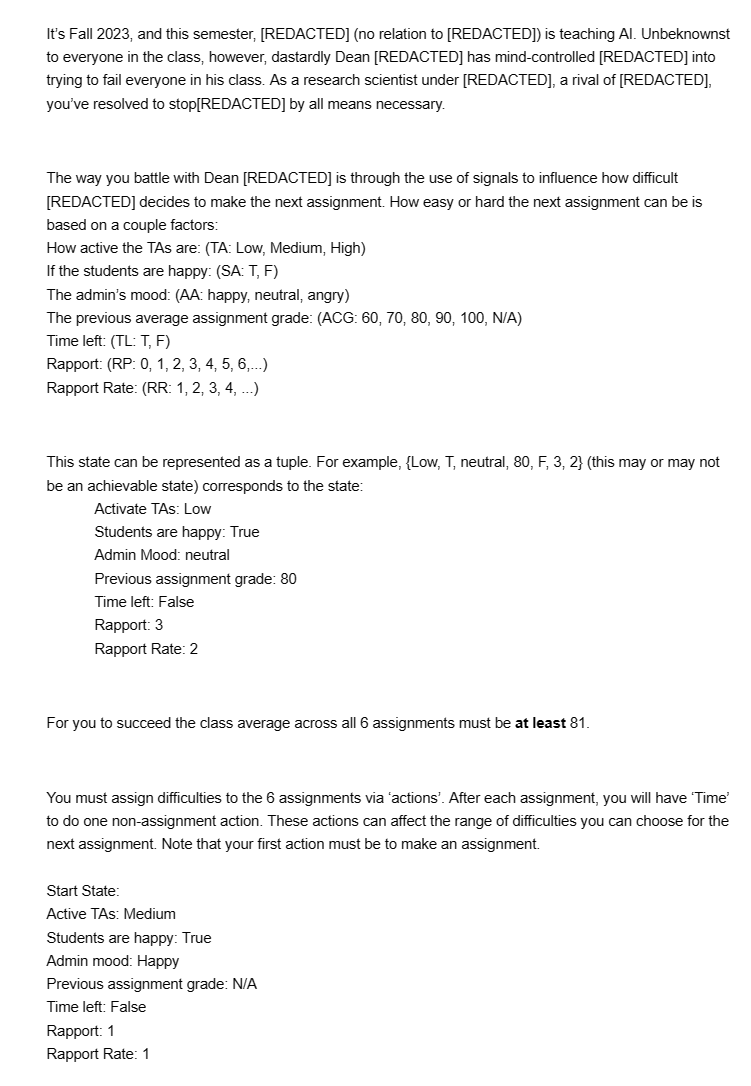 It's Fall 2023, and this semester, [REDACTED] (no relation to [REDACTED]) is teaching AI. Unbeknownst
to everyone in the class, however, dastardly Dean [REDACTED] has mind-controlled [REDACTED] into
trying to fail everyone in his class. As a research scientist under [REDACTED], a rival of [REDACTED],
you've resolved to stop[REDACTED] by all means necessary.
The way you battle with Dean [REDACTED] is through the use of signals to influence how difficult
[REDACTED] decides to make the next assignment. How easy or hard the next assignment can be is
based on a couple factors:
How active the TAs are: (TA: Low, Medium, High)
If the students are happy: (SA: T, F)
The admin's mood: (AA: happy, neutral, angry)
The previous average assignment grade: (ACG: 60, 70, 80, 90, 100, N/A)
Time left: (TL: T, F)
Rapport: (RP: 0, 1, 2, 3, 4, 5, 6,...)
Rapport Rate: (RR: 1, 2, 3, 4, ...)
This state can be represented as a tuple. For example, {Low, T, neutral, 80, F, 3, 2} (this may or may not
be an achievable state) corresponds to the state:
Activate TAs: Low
Students are happy: True
Admin Mood: neutral
Previous assignment grade: 80
Time left: False
Rapport: 3
Rapport Rate: 2
For you to succeed the class average across all 6 assignments must be at least 81.
You must assign difficulties to the 6 assignments via 'actions'. After each assignment, you will have 'Time'
to do one non-assignment action. These actions can affect the range of difficulties you can choose for the
next assignment. Note that your first action must be to make an assignment.
Start State:
Active TAs: Medium
Students are happy: True
Admin mood: Happy
Previous assignment grade: N/A
Time left: False
Rapport: 1
Rapport Rate: 1